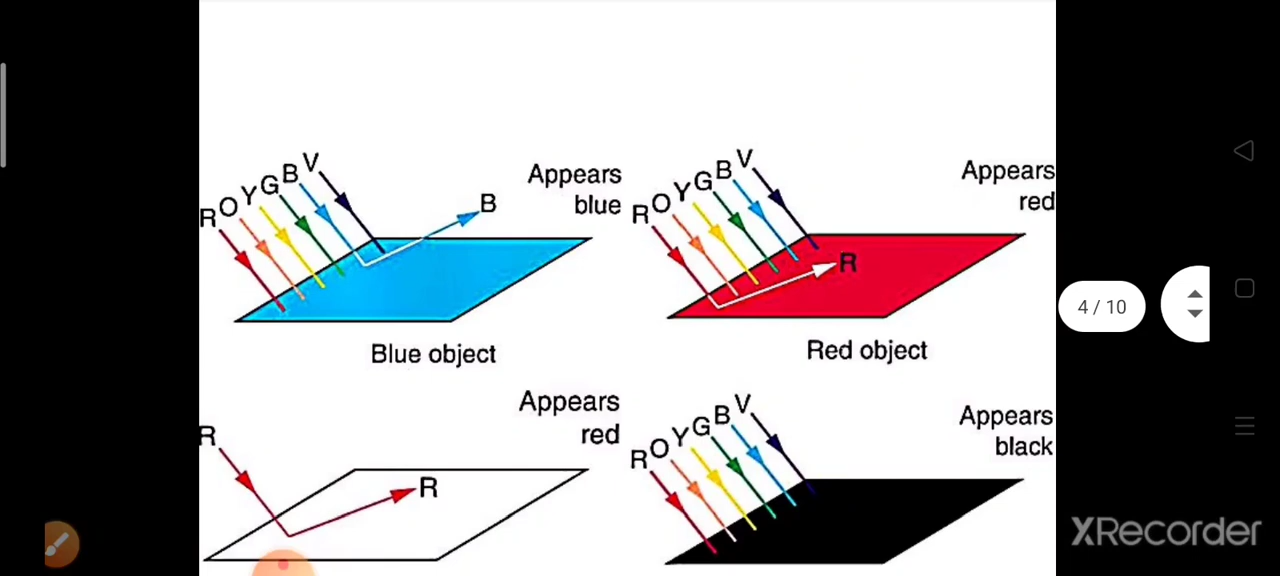 R O Y G B V
B
Appears
blue
Blue object
R O Y G B V
R
Appears
red
Red object
4 / 10
R
R
Appears
red
R O Y G B V
Appears
black
XRecorder